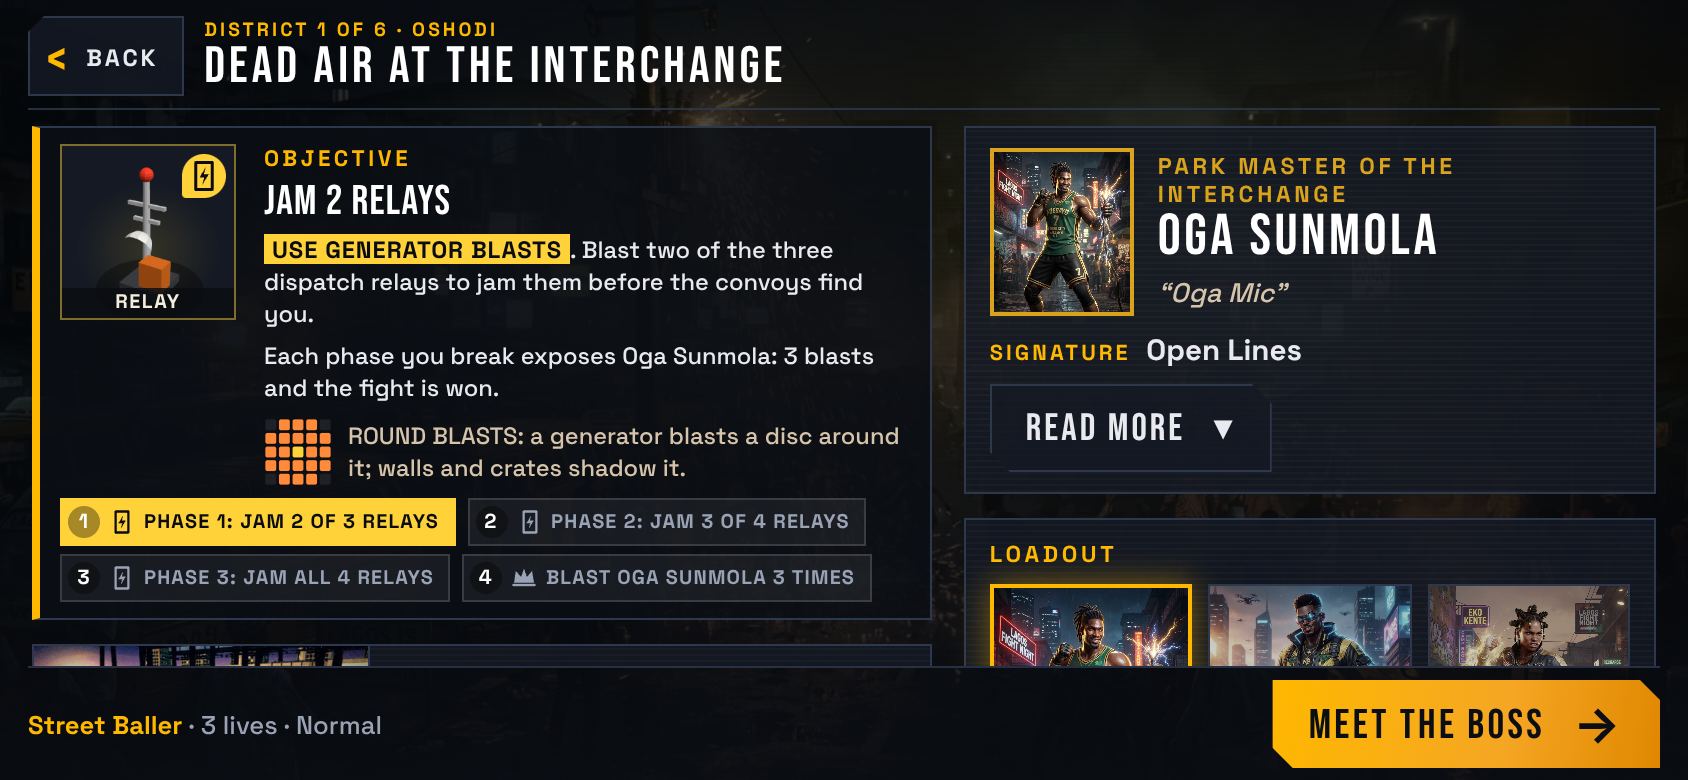 < BACK
DISTRICT 1 OF 6 · OSHODI
DEAD AIR AT THE INTERCHANGE
RELAY
OBJECTIVE
JAM 2 RELAYS
USE GENERATOR BLASTS. Blast two of the three
dispatch relays to jam them before the convoys find
you.
Each phase you break exposes Oga Sunmola: 3 blasts
and the fight is won.
ROUND BLASTS: a generator blasts a disc around
it; walls and crates shadow it.
1 PHASE 1: JAM 2 OF 3 RELAYS
2 PHASE 2: JAM 3 OF 4 RELAYS
3 PHASE 3: JAM ALL 4 RELAYS
4 BLAST OGA SUNMOLA 3 TIMES
PARK MASTER OF THE
INTERCHANGE
OGA SUNMOLA
“Oga Mic”
SIGNATURE Open Lines
READ MORE ▼
LOADOUT
LAGOS
FIGHT NIGHT
EKO
KENTE
Street Baller · 3 lives · Normal
MEET THE BOSS →